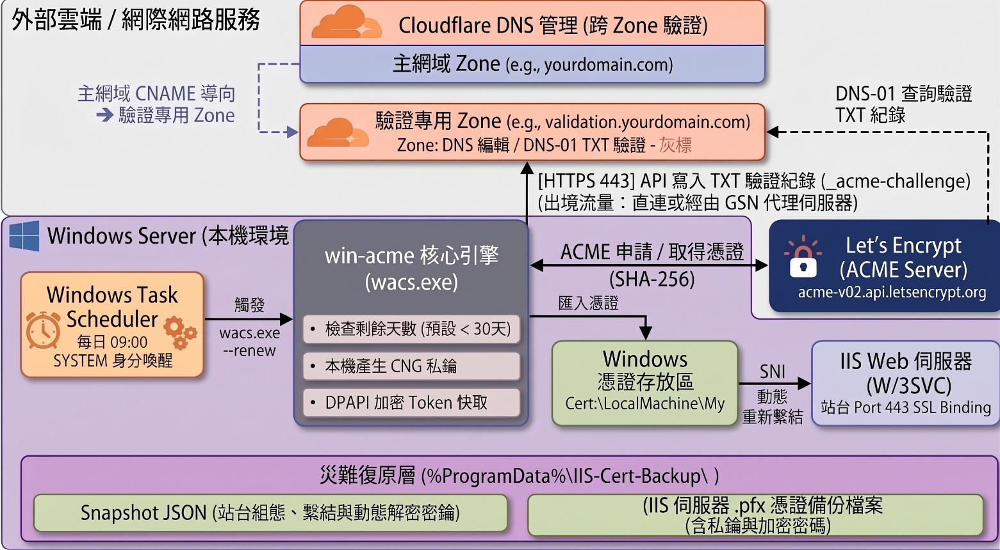 外部雲端 / 網際網路服務
Cloudflare DNS 管理 (跨 Zone 驗證)
主網域 Zone (e.g., yourdomain.com)
主網域 CNAME 導向
➔ 驗證專用 Zone
驗證專用 Zone (e.g., validation.yourdomain.com)
Zone: DNS 編輯 / DNS-01 TXT 驗證 - 灰標
DNS-01 查詢驗證
TXT 紀錄
[HTTPS 443] API 寫入 TXT 驗證紀錄 (_acme-challenge)
(出境流量：直連或經由 GSN 代理伺服器)
Windows Server (本機環境
Windows Task
Scheduler
每日 09:00
SYSTEM 身分喚醒
觸發
wacs.exe
--renew
win-acme 核心引擎
(wacs.exe)
• 檢查剩餘天數 (預設 < 30天)
• 本機產生 CNG 私鑰
• DPAPI 加密 Token 快取
ACME 申請 / 取得憑證
(SHA-256)
Let's Encrypt
(ACME Server)
acme-v02.api.letsencrypt.org
匯入憑證
Windows
憑證存放區
Cert:\LocalMachine\My
SNI
動態
重新繫結
IIS Web 伺服器
(W/3SVC)
站台 Port 443 SSL Binding
災難復原層 (%ProgramData%\IIS-Cert-Backup\ )
Snapshot JSON (站台組態、繫結與動態解密密鑰)
(IIS 伺服器 .pfx 憑證備份檔案
(含私鑰與加密密碼)